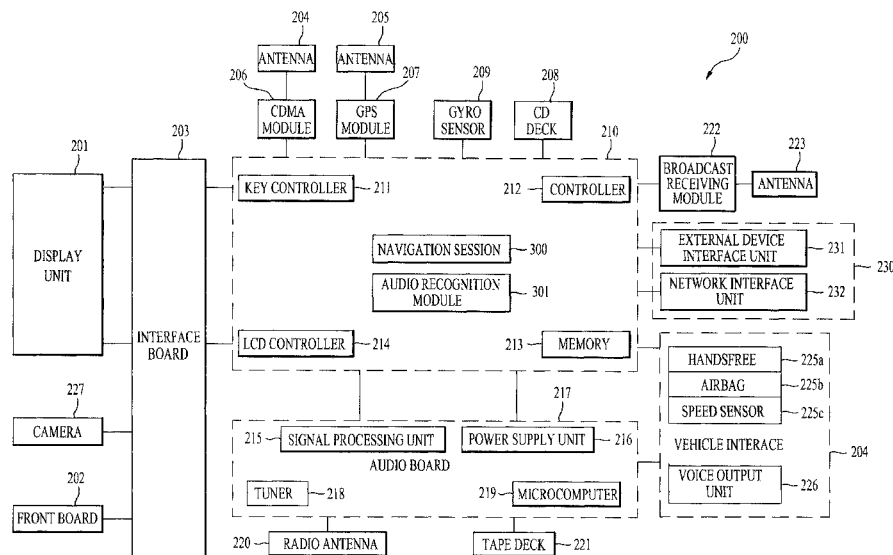 204
205
200
ANTENNA
ANTENNA
206
207
209
208
CDMA
MODULE
GPS
MODULE
GYRO
SENSOR
CD
DECK
201
203
210
222
223
KEY CONTROLLER
211
212
CONTROLLER
BROADCAST
RECEIVING
MODULE
ANTENNA
DISPLAY
UNIT
NAVIGATION SESSION
300
EXTERNAL DEVICE
INTERFACE UNIT
231
230
AUDIO RECOGNITION
MODULE
301
NETWORK INTERFACE
UNIT
232
INTERFACE
BOARD
LCD CONTROLLER
214
213
MEMORY
HANDSFREE
225a
227
217
AIRBAG
225b
CAMERA
SPEED SENSOR
225c
215
SIGNAL PROCESSING UNIT
POWER SUPPLY UNIT
216
VEHICLE INTERACE
204
AUDIO BOARD
202
TUNER
218
219
MICROCOMPUTER
VOICE OUTPUT
UNIT
226
FRONT BOARD
220
RADIO ANTENNA
TAPE DECK
221